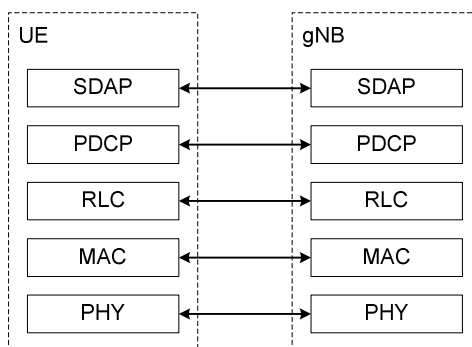 UE gNB
SDAP SDAP
PDCP PDCP
RLC RLC
MAC MAC
PHY PHY